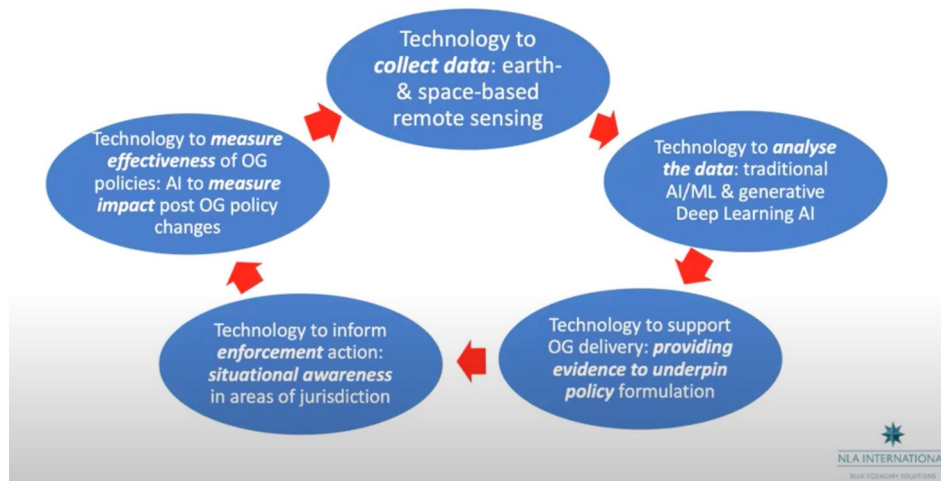 Technology to
collect data: earth-
& space-based
remote sensing
Technology to analyse
the data: traditional
AI/ML & generative
Deep Learning AI
Technology to support
OG delivery: providing
evidence to underpin
policy formulation
Technology to inform
enforcement action:
situational awareness
in areas of jurisdiction
Technology to measure
effectiveness of OG
policies: AI to measure
impact post OG policy
changes
NLA INTERNATIONA
BLUE ECONOMY SOLUTIONS